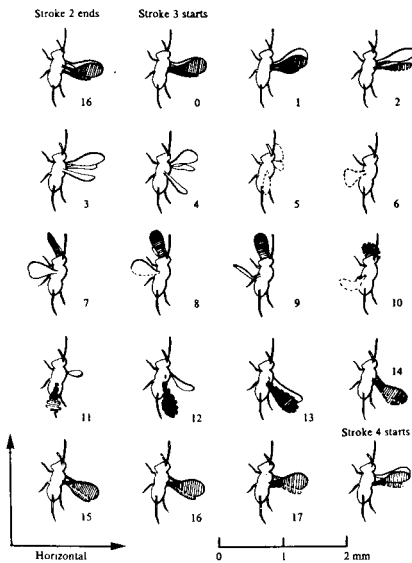 Stroke 2 ends Stroke 3 starts
16 0 1 2
3 4 5 6
7 8 9 10
11 12 13 14
Stroke 4 starts
15 16 17
Horizontal 0 1 2 mm